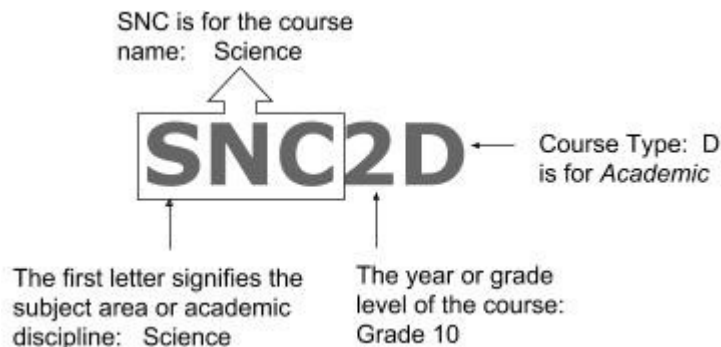 SNC is for the course
name: Science
SNC2D
Course Type: D
is for Academic
The first letter signifies the
subject area or academic
discipline: Science
The year or grade
level of the course:
Grade 10